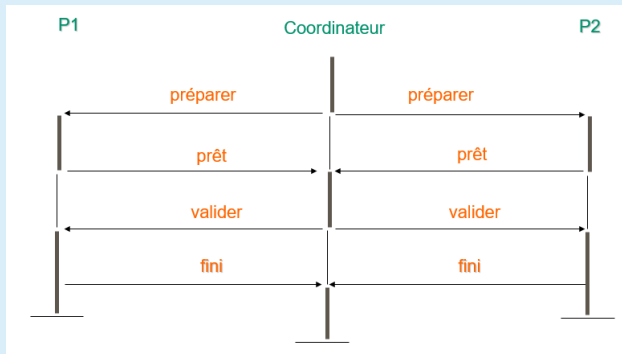 P1 Coordinateur P2
préparer préparer
prêt prêt
valider valider
fini fini